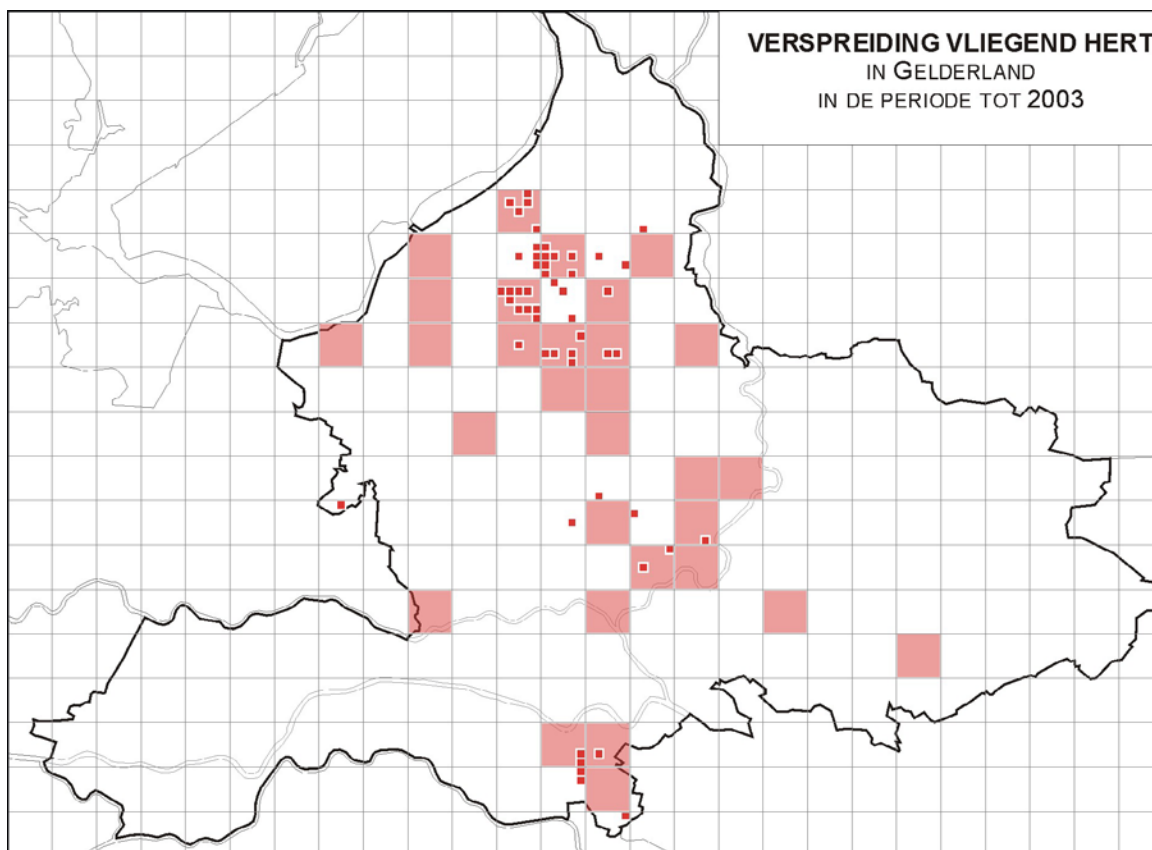 VERSPREIDING VLIEGEND HERT
IN GELDERLAND
IN DE PERIODE TOT 2003